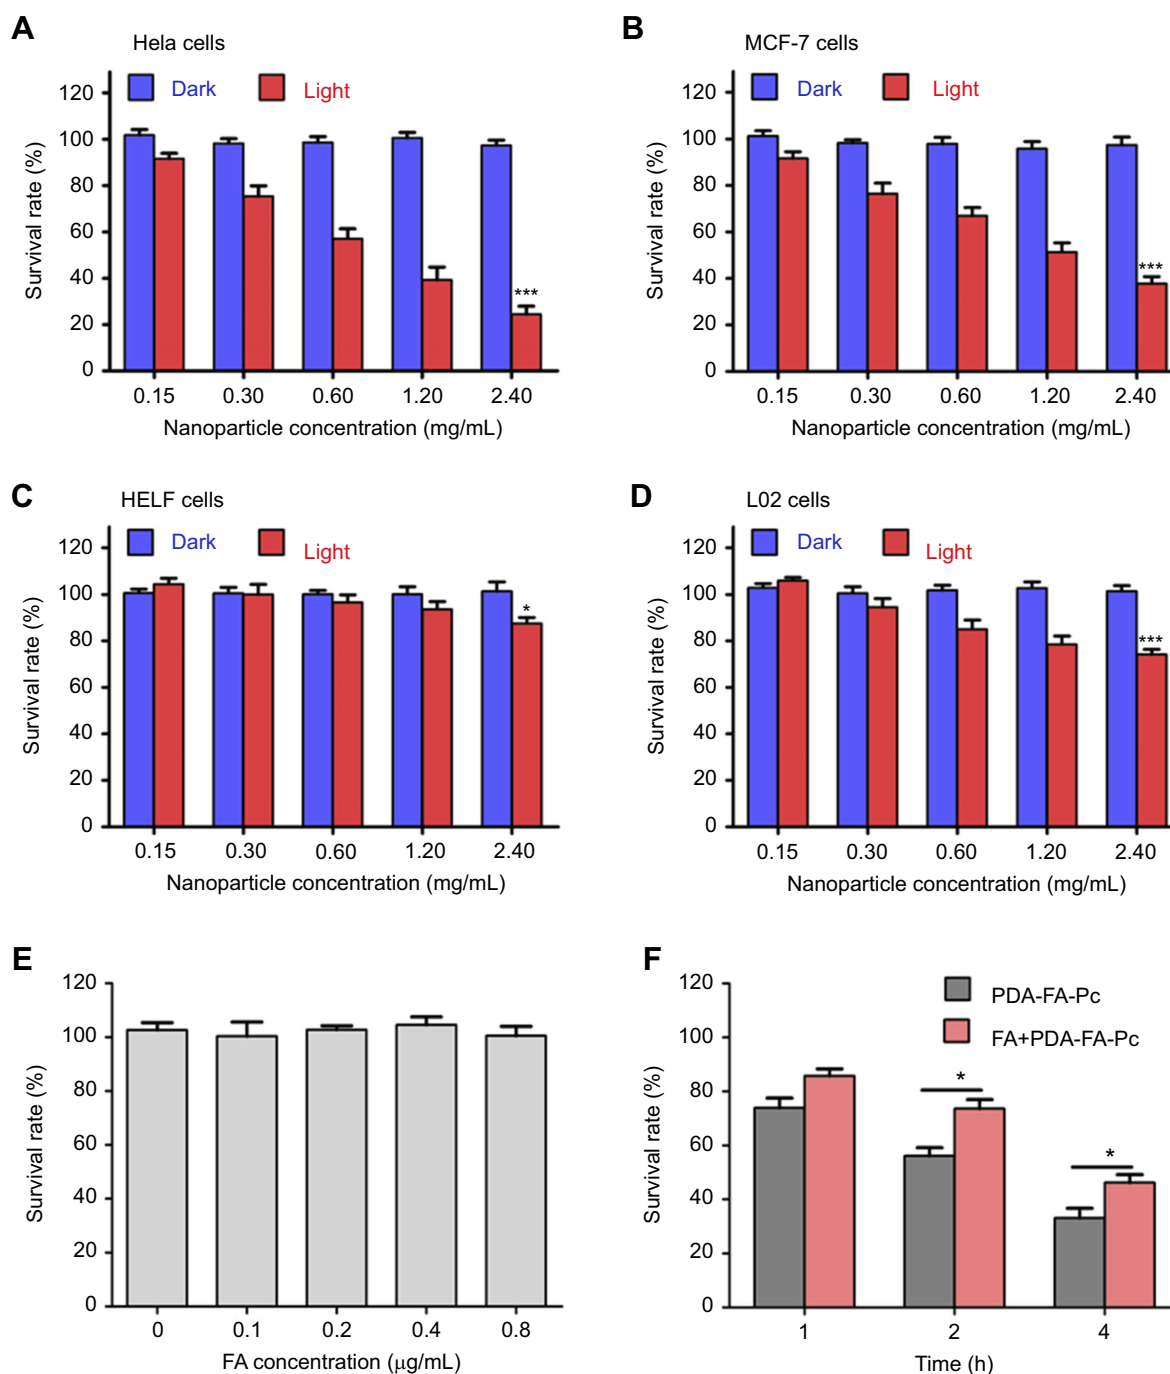 A
Hela cells
Dark
Light
Survival rate (%)
120
100
80
60
40
20
0
***
0.15 0.30 0.60 1.20 2.40
Nanoparticle concentration (mg/mL)
B
MCF-7 cells
Dark
Light
Survival rate (%)
120
100
80
60
40
20
0
***
0.15 0.30 0.60 1.20 2.40
Nanoparticle concentration (mg/mL)
C
HELF cells
Dark
Light
Survival rate (%)
120
100
80
60
40
20
0
*
0.15 0.30 0.60 1.20 2.40
Nanoparticle concentration (mg/mL)
D
L02 cells
Dark
Light
Survival rate (%)
120
100
80
60
40
20
0
***
0.15 0.30 0.60 1.20 2.40
Nanoparticle concentration (mg/mL)
E
Survival rate (%)
120
100
80
60
40
20
0
0 0.1 0.2 0.4 0.8
FA concentration (μg/mL)
F
PDA-FA-Pc
FA+PDA-FA-Pc
Survival rate (%)
120
100
80
60
40
20
0
*
*
1 2 4
Time (h)